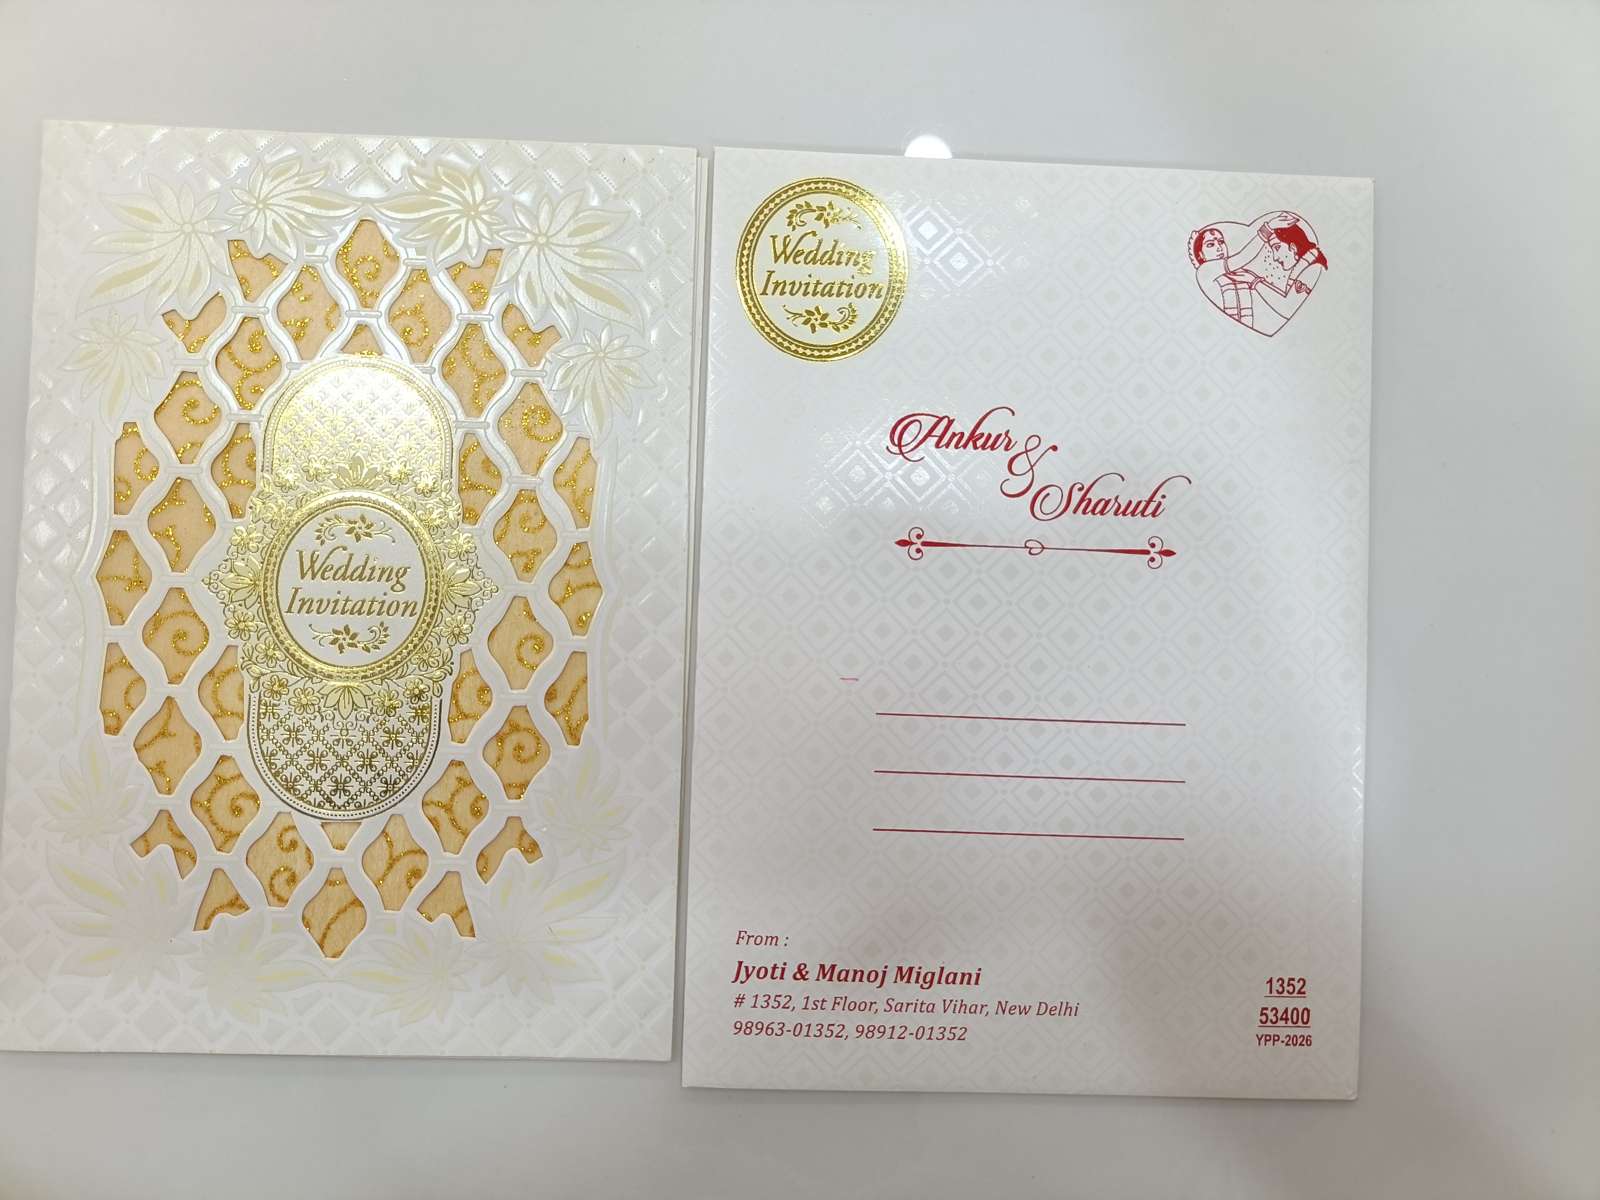 Wedding
Invitation
Wedding
Invitation
Ankur
&
Sharuti
From :
Jyoti & Manoj Miglani
# 1352, 1st Floor, Sarita Vihar, New Delhi
98963-01352, 98912-01352
1352
53400
YPP-2026